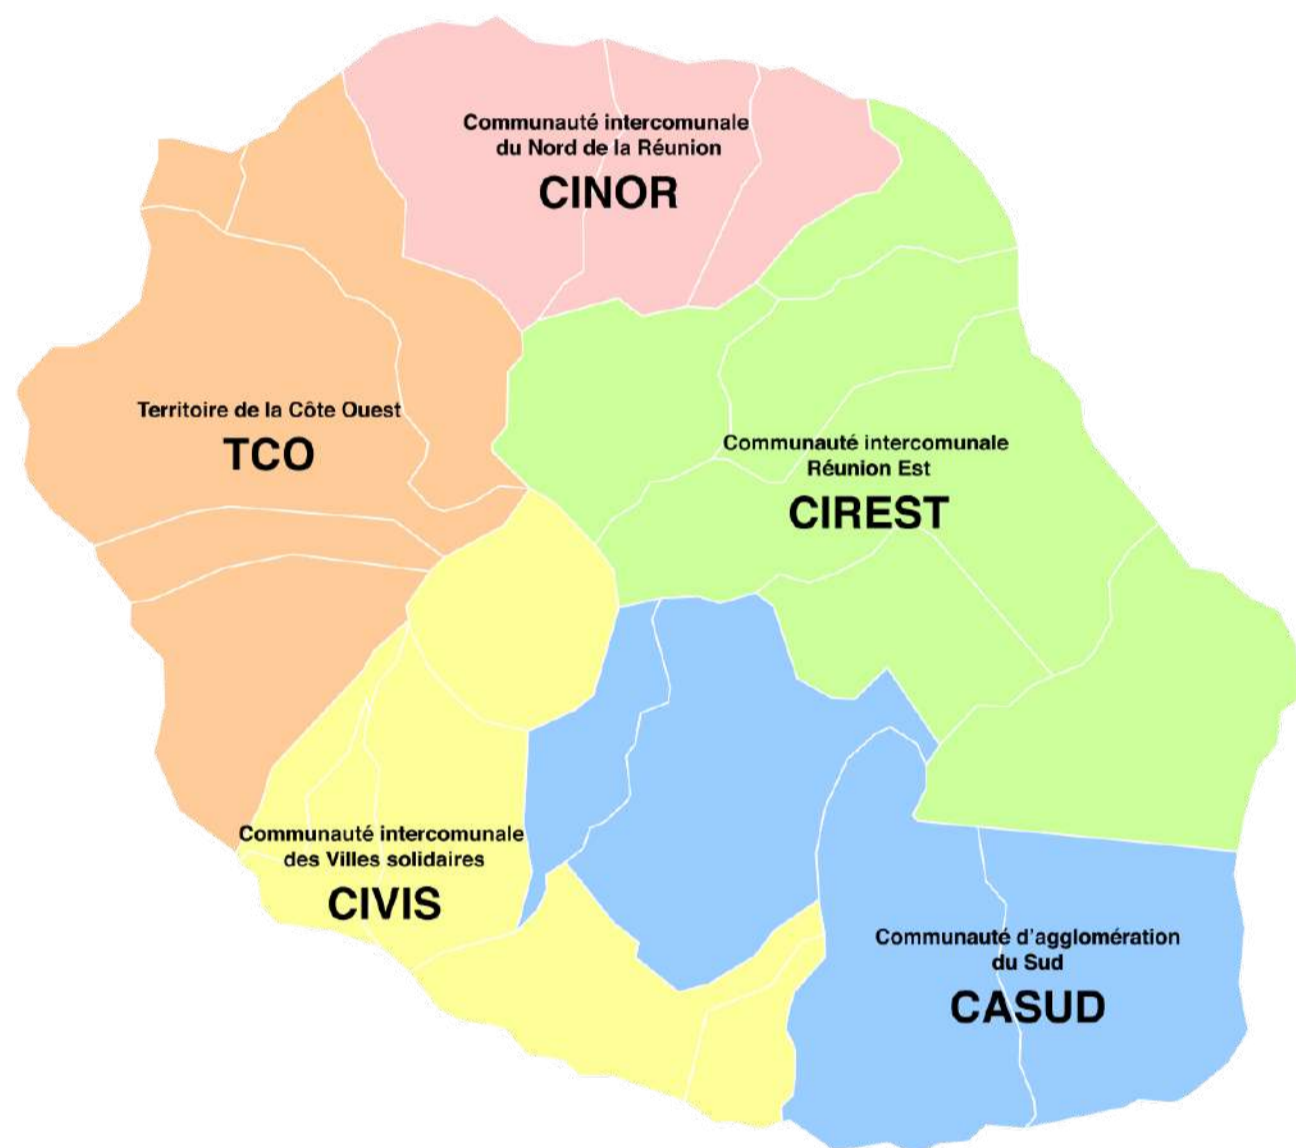 Communauté intercomunale
du Nord de la Réunion
CINOR
Territoire de la Côte Ouest
TCO
Communauté intercomunale
Réunion Est
CIREST
Communauté intercomunale
des Villes solidaires
CIVIS
Communauté d'agglomération
du Sud
CASUD